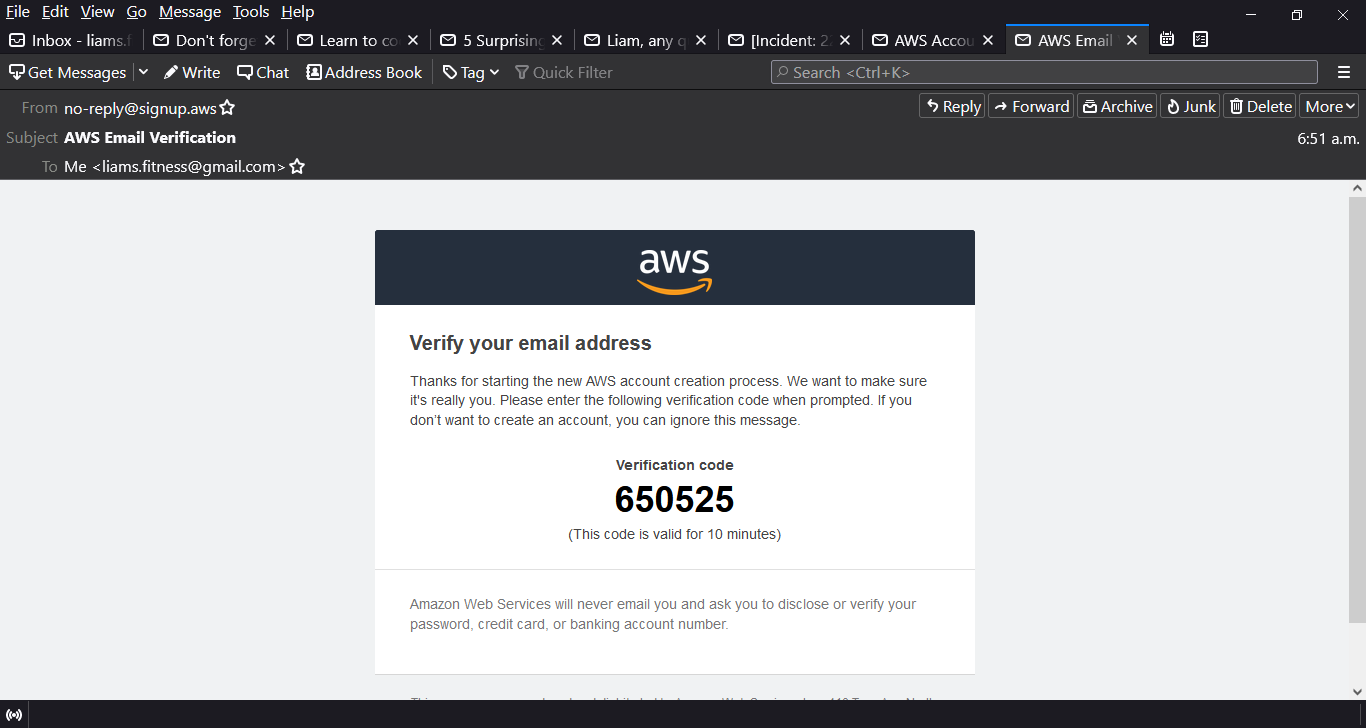 File Edit View Go Message Tools Help
Inbox - liams.f Don't forge Learn to co 5 Surprising Liam, any q [Incident: 2 AWS Accou AWS Email
Get Messages Write Chat Address Book Tag Quick Filter Search <Ctrl+K>
From no-reply@signup.aws Reply Forward Archive Junk Delete More
Subject AWS Email Verification 6:51 a.m.
To Me <liams.fitness@gmail.com>
aws
Verify your email address
Thanks for starting the new AWS account creation process. We want to make sure
it's really you. Please enter the following verification code when prompted. If you
don't want to create an account, you can ignore this message.
Verification code
650525
(This code is valid for 10 minutes)
Amazon Web Services will never email you and ask you to disclose or verify your
password, credit card, or banking account number.